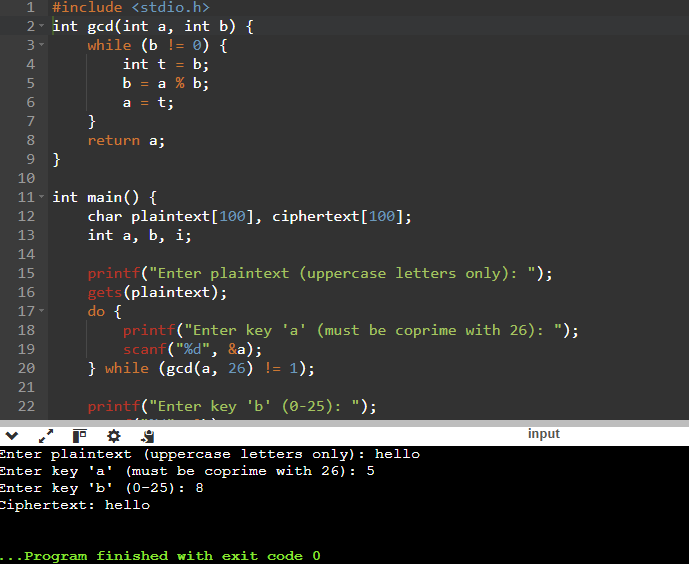 1 #include <stdio.h>
2 int gcd(int a, int b) {
3 while (b != 0) {
4 int t = b;
5 b = a % b;
6 a = t;
7 }
8 return a;
9 }
10
11 int main() {
12 char plaintext[100], ciphertext[100];
13 int a, b, i;
14
15 printf("Enter plaintext (uppercase letters only): ");
16 gets(plaintext);
17 do {
18 printf("Enter key 'a' (must be coprime with 26): ");
19 scanf("%d", &a);
20 } while (gcd(a, 26) != 1);
21
22 printf("Enter key 'b' (0-25): ");
input
Enter plaintext (uppercase letters only): hello
Enter key 'a' (must be coprime with 26): 5
Enter key 'b' (0-25): 8
Ciphertext: hello
...Program finished with exit code 0